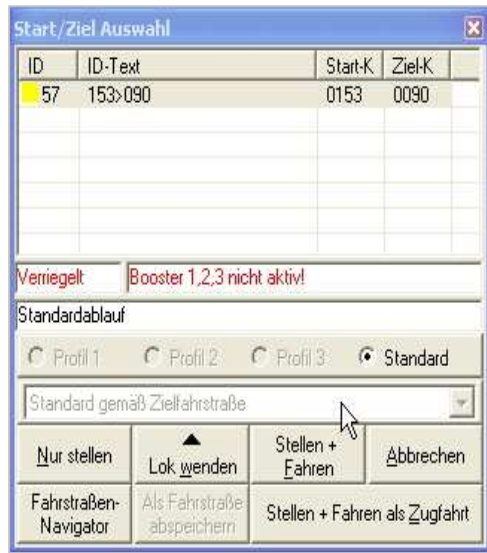 Start/Ziel Auswahl
ID ID-Text Start-K Ziel-K
57 153>090 0153 0090
Verriegelt Booster 1,2,3 nicht aktiv!
Standardablauf
Profil 1 Profil 2 Profil 3 Standard
Standard gemäß Zielfahrstraße
Nur stellen
Lok wenden
Stellen +
Fahren
Abbrechen
Fahrstraßen-
Navigator
Als Fahrstraße
abspeichern
Stellen + Fahren als Zugfahrt